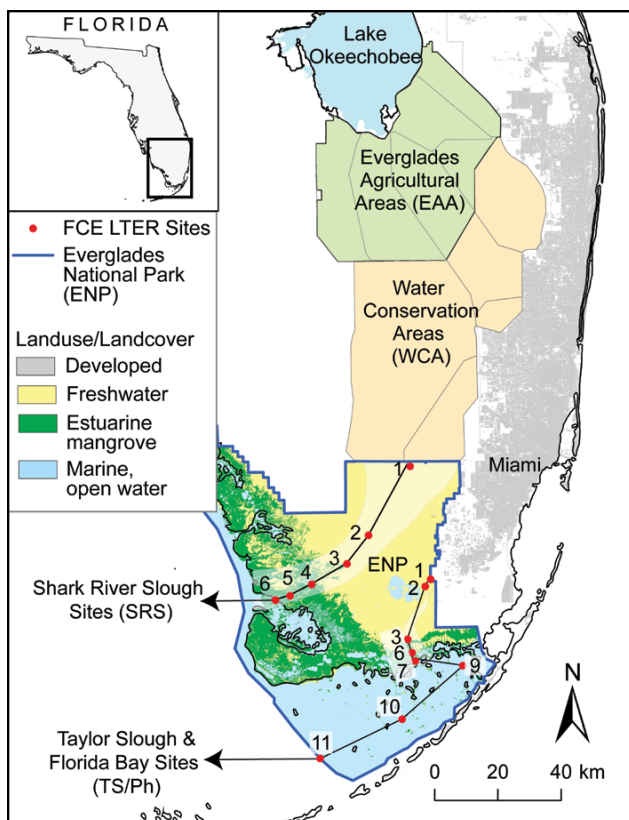 FLORIDA
Lake
Okeechobee
Everglades
Agricultural
Areas (EAA)
FCE LTER Sites
Everglades
National Park
(ENP)
Water
Conservation
Areas
(WCA)
Landuse/Landcover
Developed
Freshwater
Estuarine
mangrove
Marine,
open water
Miami
1
2
3
ENP
4
5
6
1
2
Shark River Slough
Sites (SRS)
3
6
7
9
N
10
11
Taylor Slough &
Florida Bay Sites
(TS/Ph)
0 20 40 km